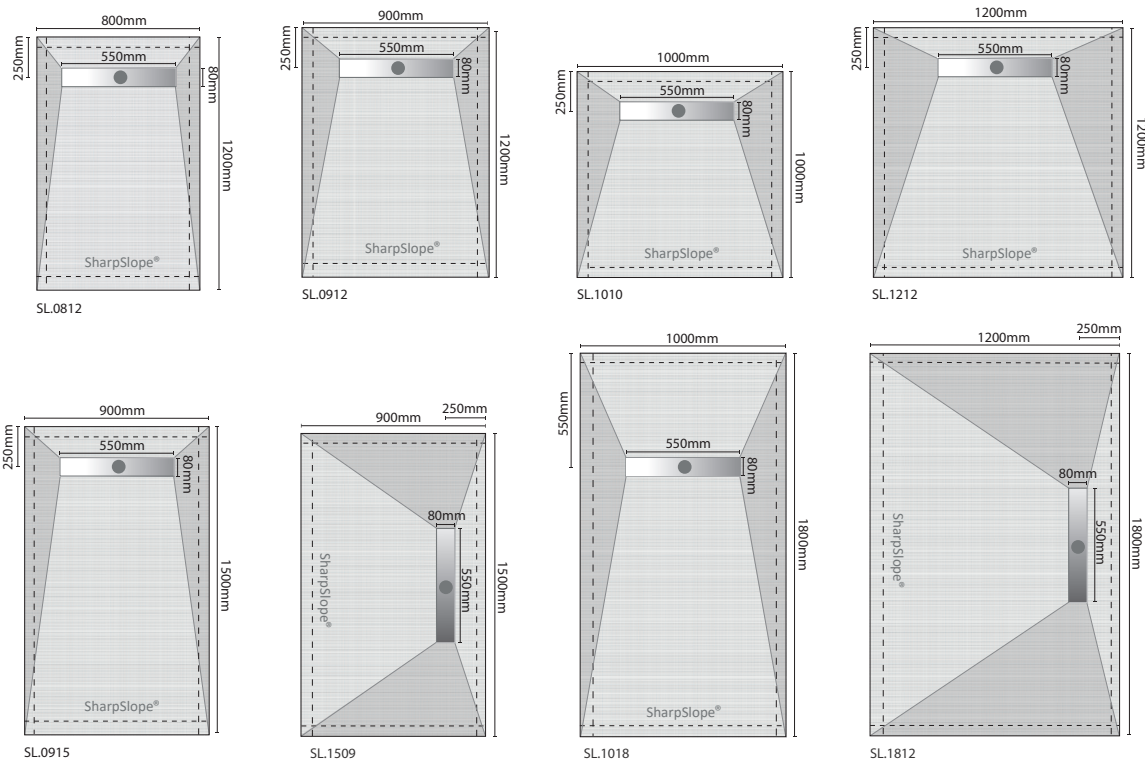 800mm
250mm
550mm
80mm
1200mm
SharpSlope®
SL.0812
900mm
250mm
550mm
80mm
1200mm
SharpSlope®
SL.0912
1000mm
250mm
550mm
80mm
1000mm
SharpSlope®
SL.1010
1200mm
250mm
550mm
80mm
1200mm
SharpSlope®
SL.1212
900mm
250mm
550mm
80mm
1500mm
SharpSlope®
SL.0915
250mm
900mm
80mm
550mm
1500mm
SharpSlope®
SL.1509
1000mm
550mm
550mm
80mm
1800mm
SharpSlope®
SL.1018
250mm
1200mm
80mm
550mm
1800mm
SharpSlope®
SL.1812